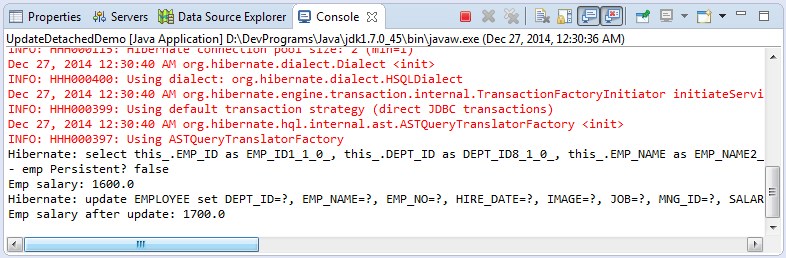 Properties Servers Data Source Explorer Console
UpdateDetachedDemo [Java Application] D:\DevPrograms\Java\jdk1.7.0_45\bin\javaw.exe (Dec 27, 2014, 12:30:36 AM)
INFO: HHH000115: Hibernate connection pool size: 2 (min=1)
Dec 27, 2014 12:30:40 AM org.hibernate.dialect.Dialect <init>
INFO: HHH000400: Using dialect: org.hibernate.dialect.HSQLDialect
Dec 27, 2014 12:30:40 AM org.hibernate.engine.transaction.internal.TransactionFactoryInitiator initiateServi
INFO: HHH000399: Using default transaction strategy (direct JDBC transactions)
Dec 27, 2014 12:30:40 AM org.hibernate.hql.internal.ast.ASTQueryTranslatorFactory <init>
INFO: HHH000397: Using ASTQueryTranslatorFactory
Hibernate: select this_.EMP_ID as EMP_ID1_1_0_, this_.DEPT_ID as DEPT_ID8_1_0_, this_.EMP_NAME as EMP_NAME2_
- emp Persistent? false
Emp salary: 1600.0
Hibernate: update EMPLOYEE set DEPT_ID=?, EMP_NAME=?, EMP_NO=?, HIRE_DATE=?, IMAGE=?, JOB=?, MNG_ID=?, SALAR
Emp salary after update: 1700.0